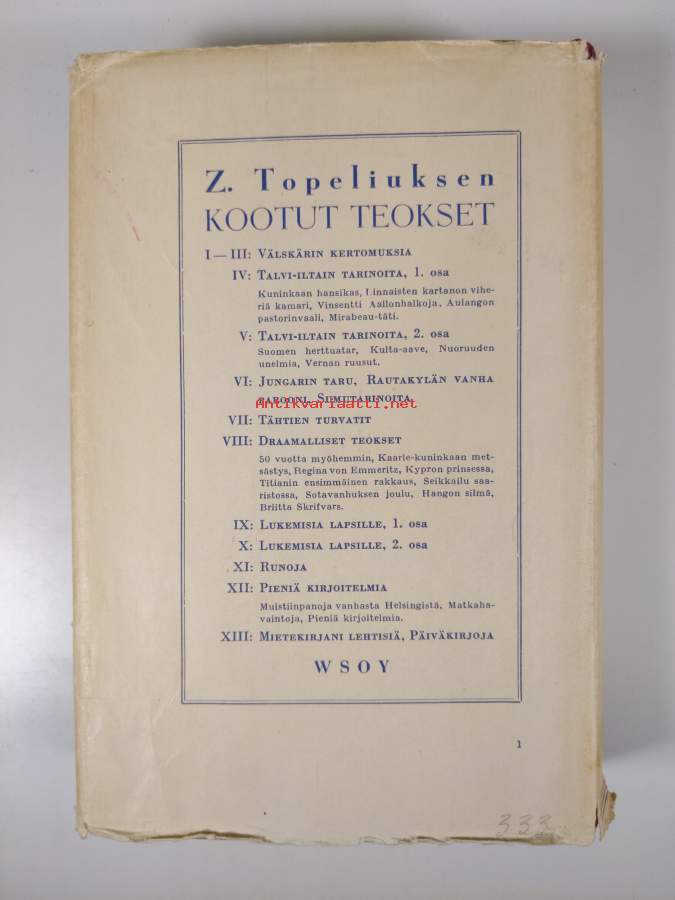 Z. Topeliuksen
KOOTUT TEOKSET
I—III: VÄLSKÄRIN KERTOMUKSIA
IV: TALVI-ILTAIN TARINOITA, 1. osa
Kuninkaan hansikas, Linnaisten kartanon vihe-
riä kamari, Vinsentti Aallonhalkoja, Aulangon
pastorinvaali, Mirabeau-täti.
V: TALVI-ILTAIN TARINOITA, 2. osa
Suomen herttuatar, Kulta-aave, Nuoruuden
unelmia, Vernan ruusut.
VI: JUNGARIN TARU, RAUTAKYLÄN VANHA
PAROONI, SIIMUTARINOITA
Antikvariaatti.net
VII: TÄHTIEN TURVATIT
VIII: DRAAMALLISET TEOKSET
50 vuotta myöhemmin, Kaarle-kuninkaan met-
sästys, Regina von Emmeritz, Kypron prinsessa,
Titianin ensimmäinen rakkaus, Seikkailu saa-
ristossa, Sotavanhuksen joulu, Hangon silmä,
Briitta Skrifvars.
IX: LUKEMISIA LAPSILLE, 1. osa
X: LUKEMISIA LAPSILLE, 2. osa
XI: RUNOJA
XII: PIENIÄ KIRJOITELMIA
Muistiinpanoja vanhasta Helsingistä, Matkaha-
vaintoja, Pieniä kirjoitelmia.
XIII: MIETEKIRJANI LEHTISIÄ, PÄIVÄKIRJOJA
WSOY
1
333